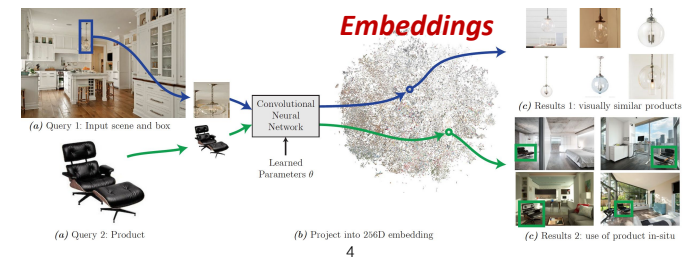 Embeddings
Convolutional
Neural
Network
Learned
Parameters θ
(a) Query 1: Input scene and box
(c) Results 1: visually similar products
(a) Query 2: Product
(b) Project into 256D embedding
(c) Results 2: use of product in-situ
4